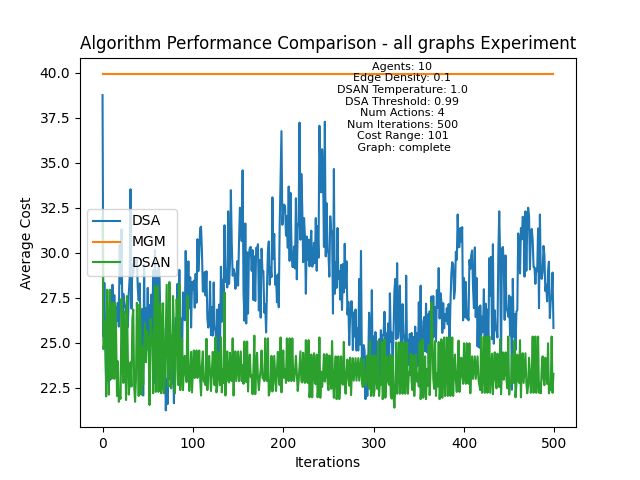 Algorithm Performance Comparison - all graphs Experiment
Agents: 10
Edge Density: 0.1
DSAN Temperature: 1.0
DSA Threshold: 0.99
Num Actions: 4
Num Iterations: 500
Cost Range: 101
Graph: complete
40.0
37.5
35.0
32.5
30.0
27.5
25.0
22.5
Average Cost
DSA
MGM
DSAN
0 100 200 300 400 500
Iterations